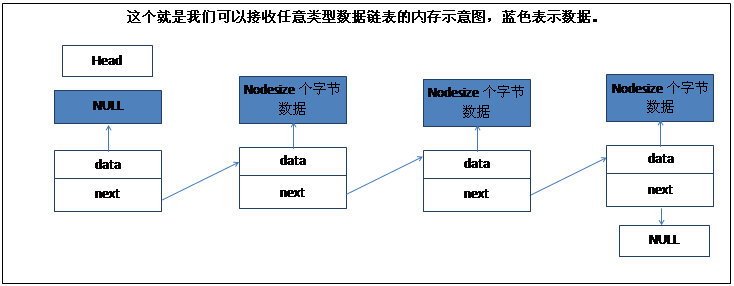 这个就是我们可以接收任意类型数据链表的内存示意图，蓝色表示数据。
Head
NULL
data
next
Nodesize 个字节
数据
data
next
Nodesize 个字节
数据
data
next
Nodesize 个字节
数据
data
next
NULL